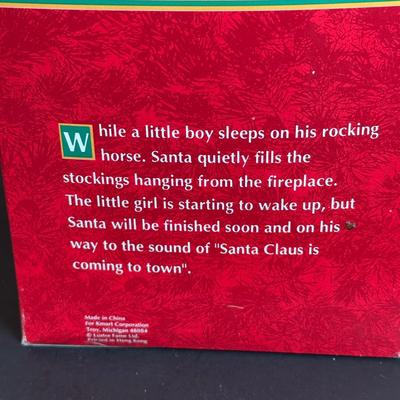 While a little boy sleeps on his rocking
horse. Santa quietly fills the
stockings hanging from the fireplace.
The little girl is starting to wake up, but
Santa will be finished soon and on his
way to the sound of "Santa Claus is
coming to town".
Made in China
For Kmart Corporation
Troy, Michigan 48084
© Lustre Fame Ltd.
Printed in Hong Kong